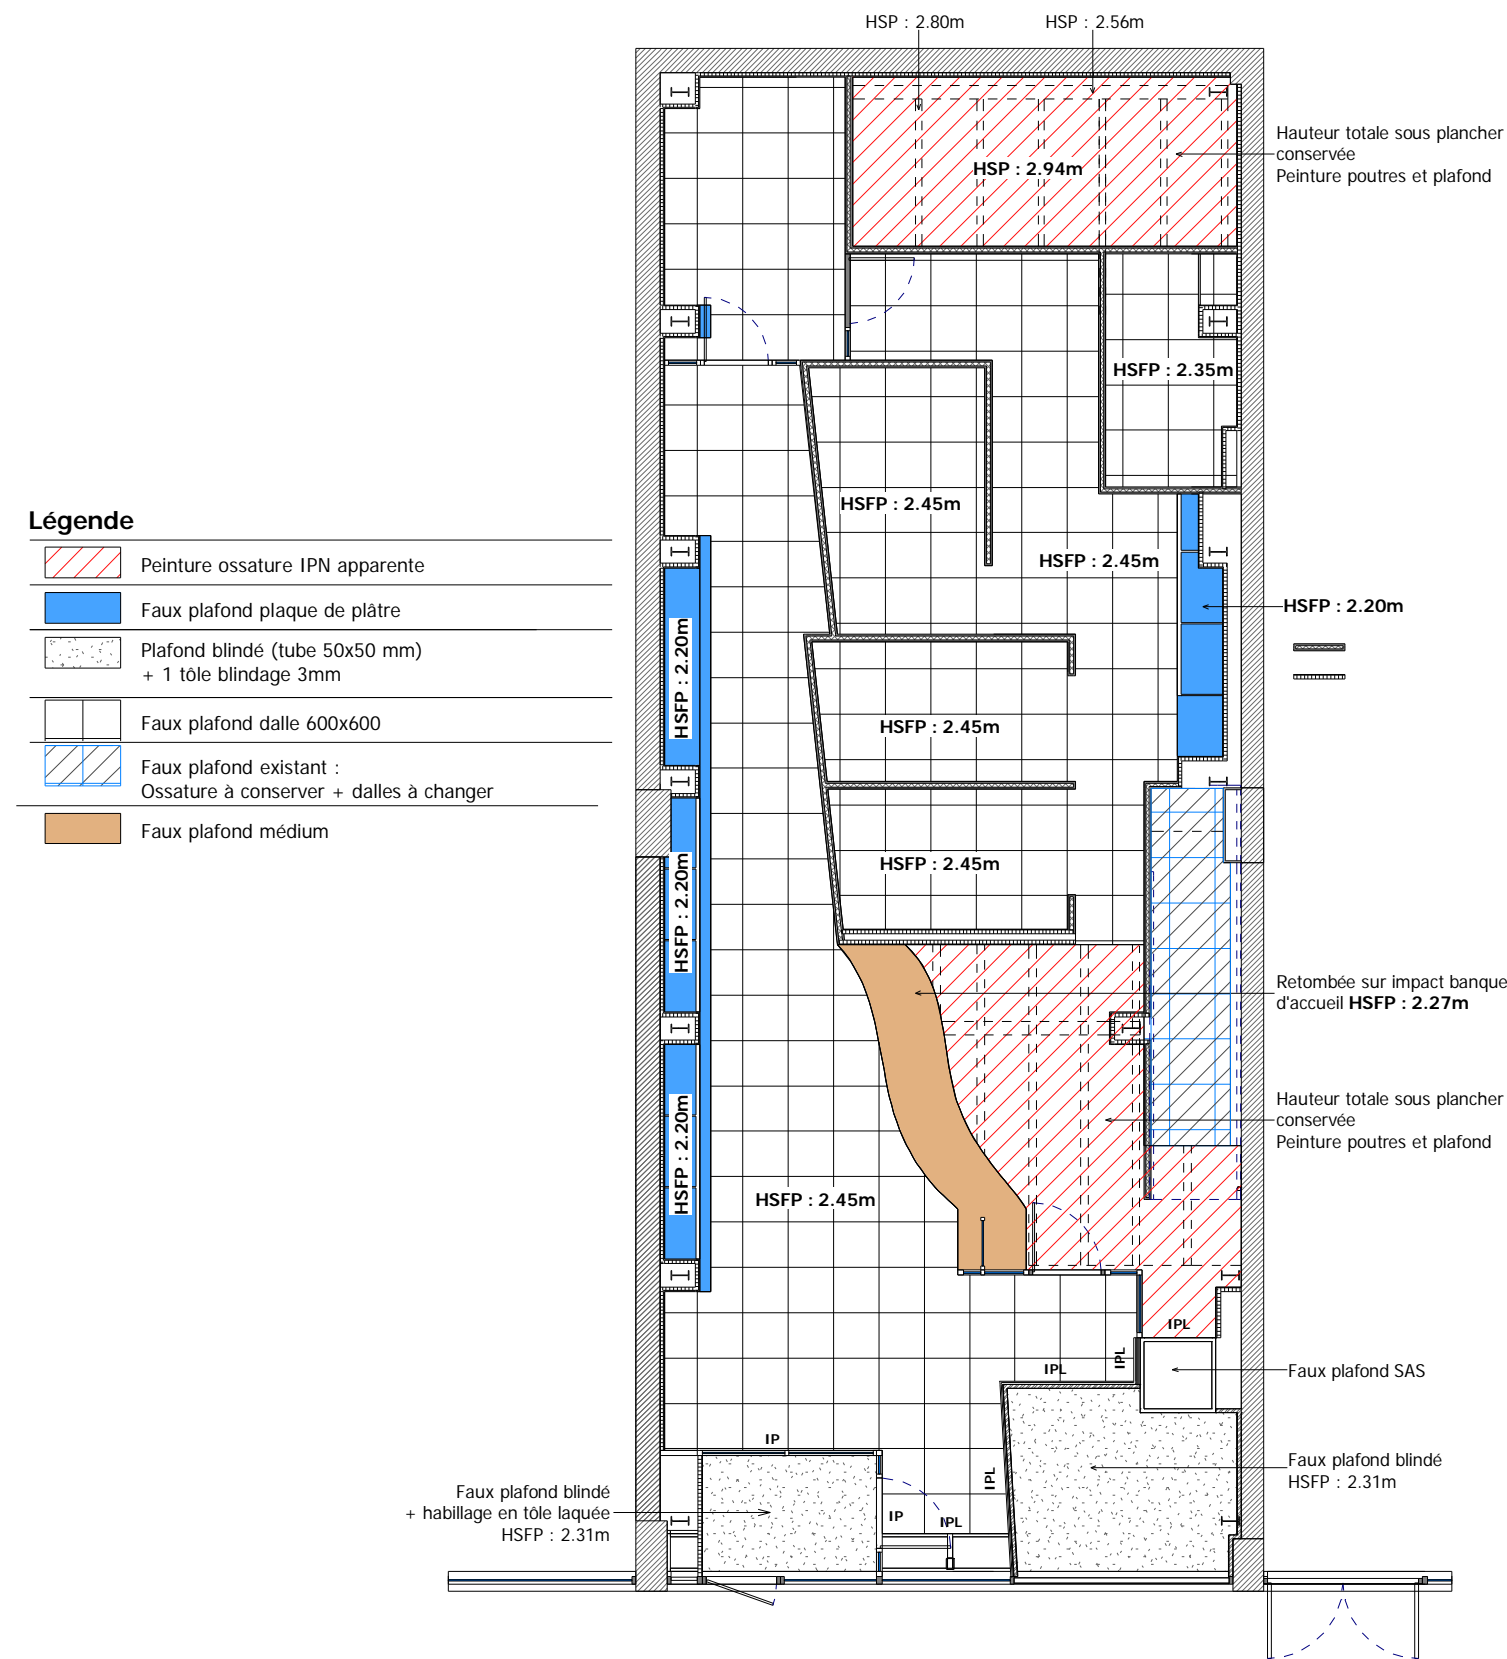 HSP : 2.80m
HSP : 2.56m
Hauteur totale sous plancher
conservée
Peinture poutres et plafond
HSP : 2.94m
HSFP : 2.35m
HSFP : 2.45m
HSFP : 2.45m
HSFP : 2.20m
Légende
Peinture ossature IPN apparente
Faux plafond plaque de plâtre
Plafond blindé (tube 50x50 mm)
+ 1 tôle blindage 3mm
Faux plafond dalle 600x600
Faux plafond existant :
Ossature à conserver + dalles à changer
Faux plafond médium
HSFP : 2.20m
HSFP : 2.45m
HSFP : 2.20m
HSFP : 2.45m
Retombée sur impact banque
d'accueil HSFP : 2.27m
Hauteur totale sous plancher
conservée
Peinture poutres et plafond
HSFP : 2.20m
HSFP : 2.45m
IPL
IPL
IPL
Faux plafond SAS
IP
IPL
Faux plafond blindé
HSFP : 2.31m
Faux plafond blindé
+ habillage en tôle laquée
HSFP : 2.31m
IP
IPL